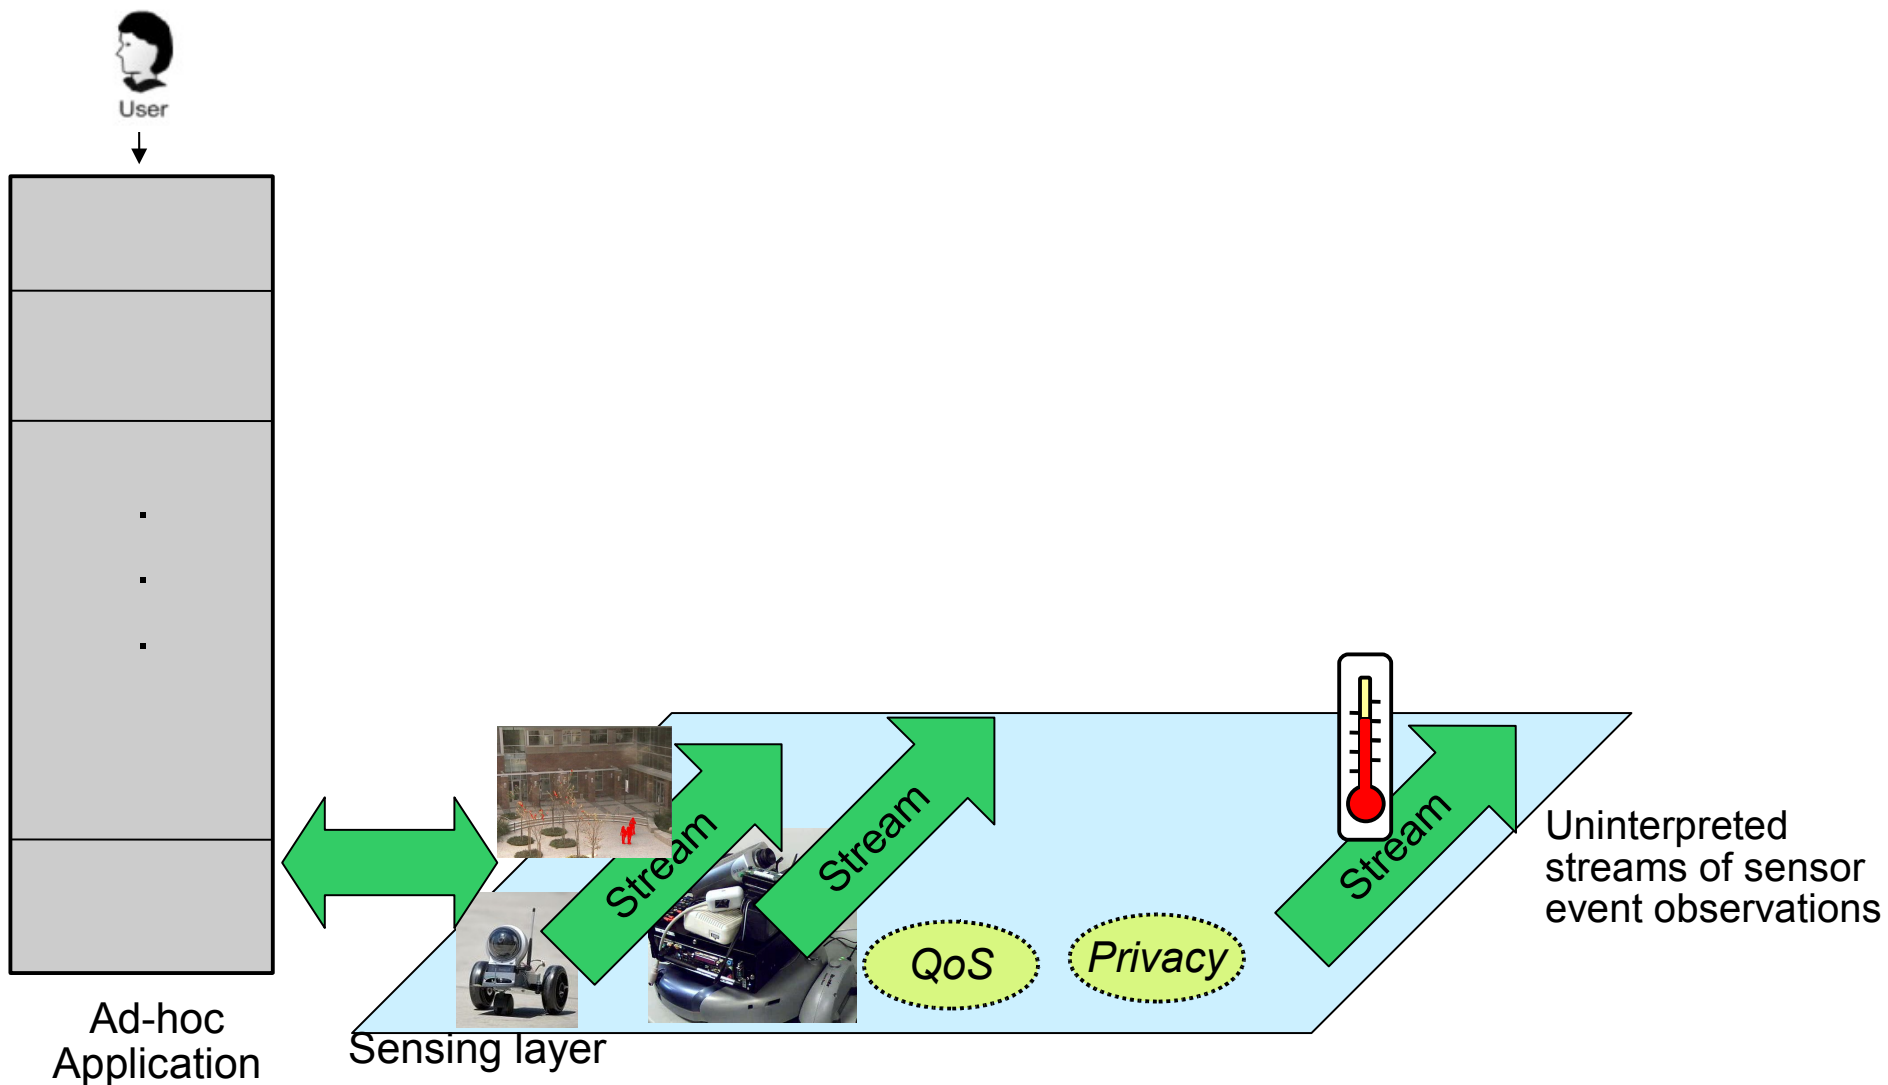 User
Stream
Stream
Stream
Uninterpreted
streams of sensor
event observations
QoS
Privacy
Ad-hoc
Application
Sensing layer